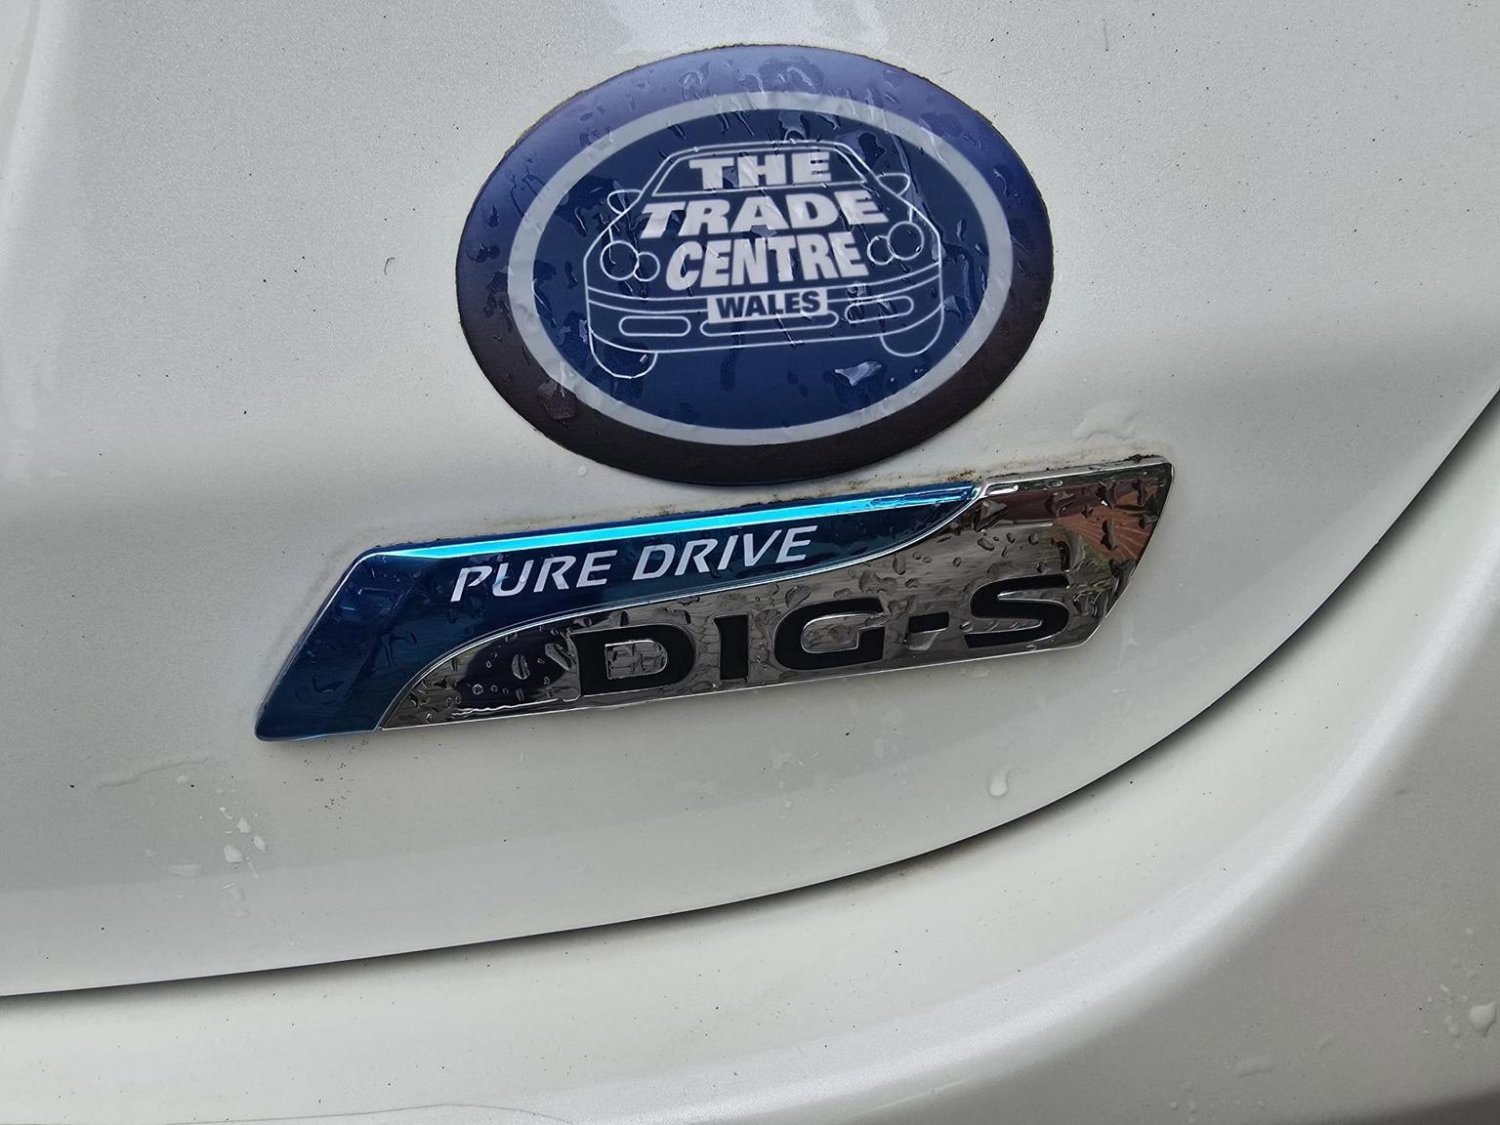 THE
TRADE
CENTRE
WALES
PURE DRIVE
DIG-S